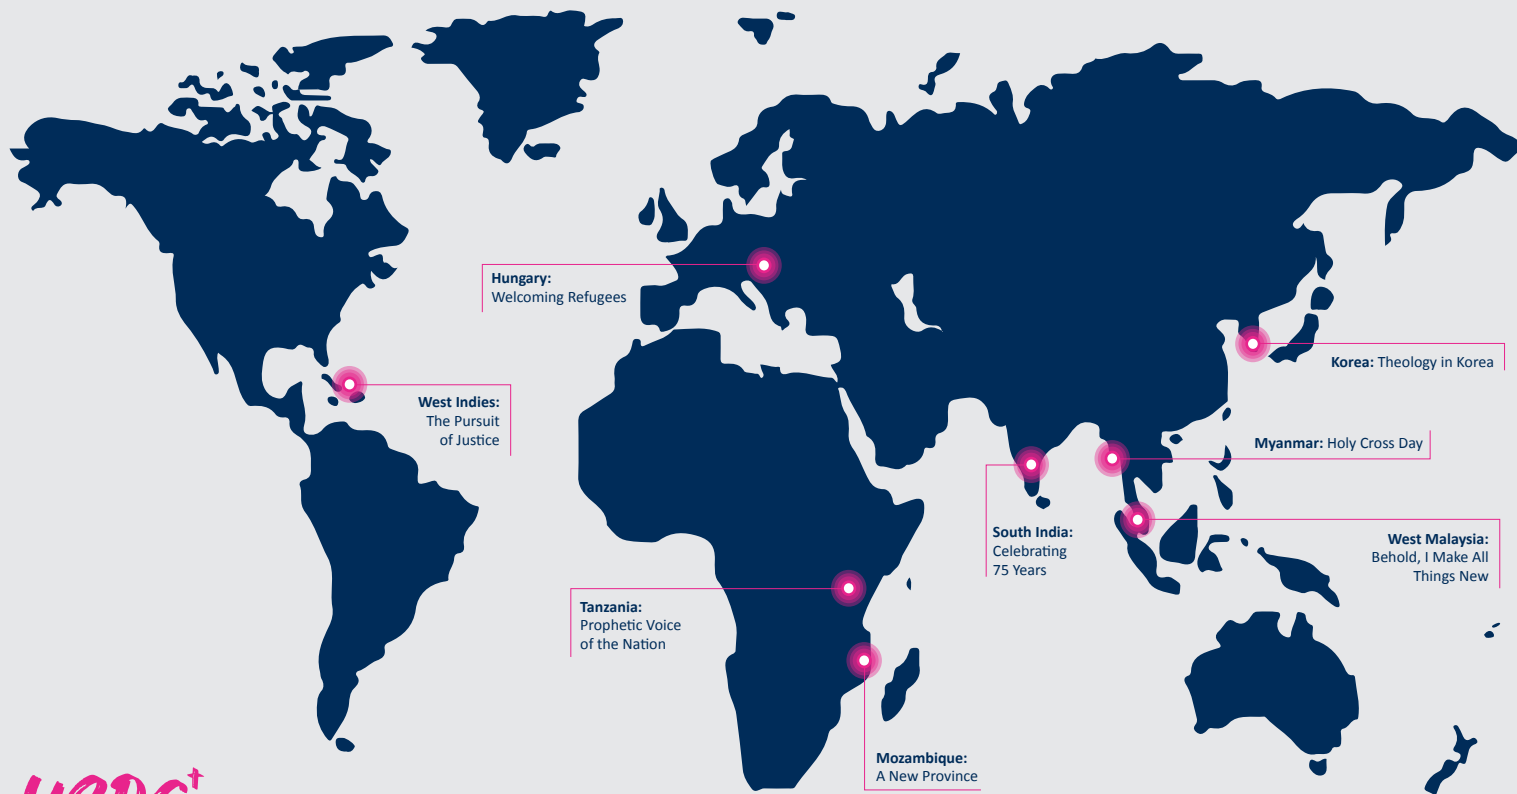 Hungary:
Welcoming Refugees
Korea: Theology in Korea
West Indies:
The Pursuit
of Justice
Myanmar: Holy Cross Day
South India:
Celebrating
75 Years
West Malaysia:
Behold, I Make All
Things New
Tanzania:
Prophetic Voice
of the Nation
Mozambique:
A New Province